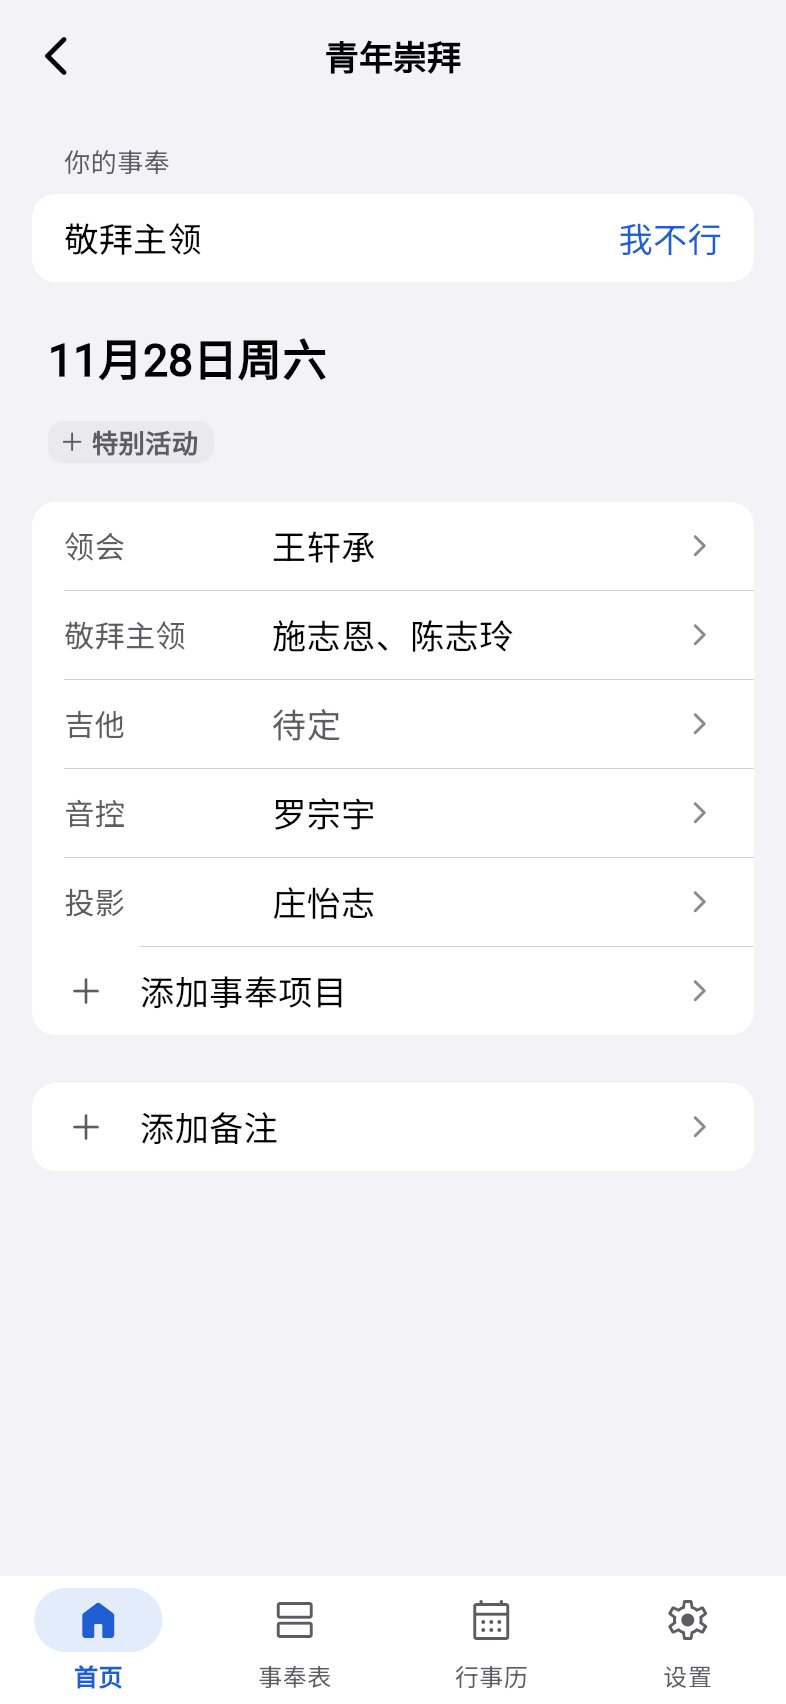 青年崇拜
你的事奉
敬拜主领 我不行
11月28日周六
+ 特别活动
领会 王轩承
敬拜主领 施志恩、陈志玲
吉他 待定
音控 罗宗宇
投影 庄怡志
+ 添加事奉项目
+ 添加备注
首页 事奉表 行事历 设置